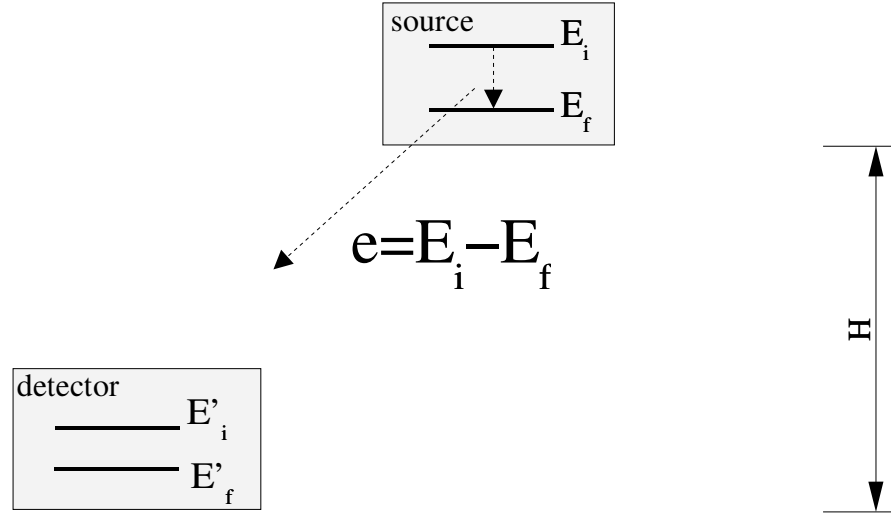 source
E_i
E_f
e=E_i−E_f
H
detector
E'_i
E'_f